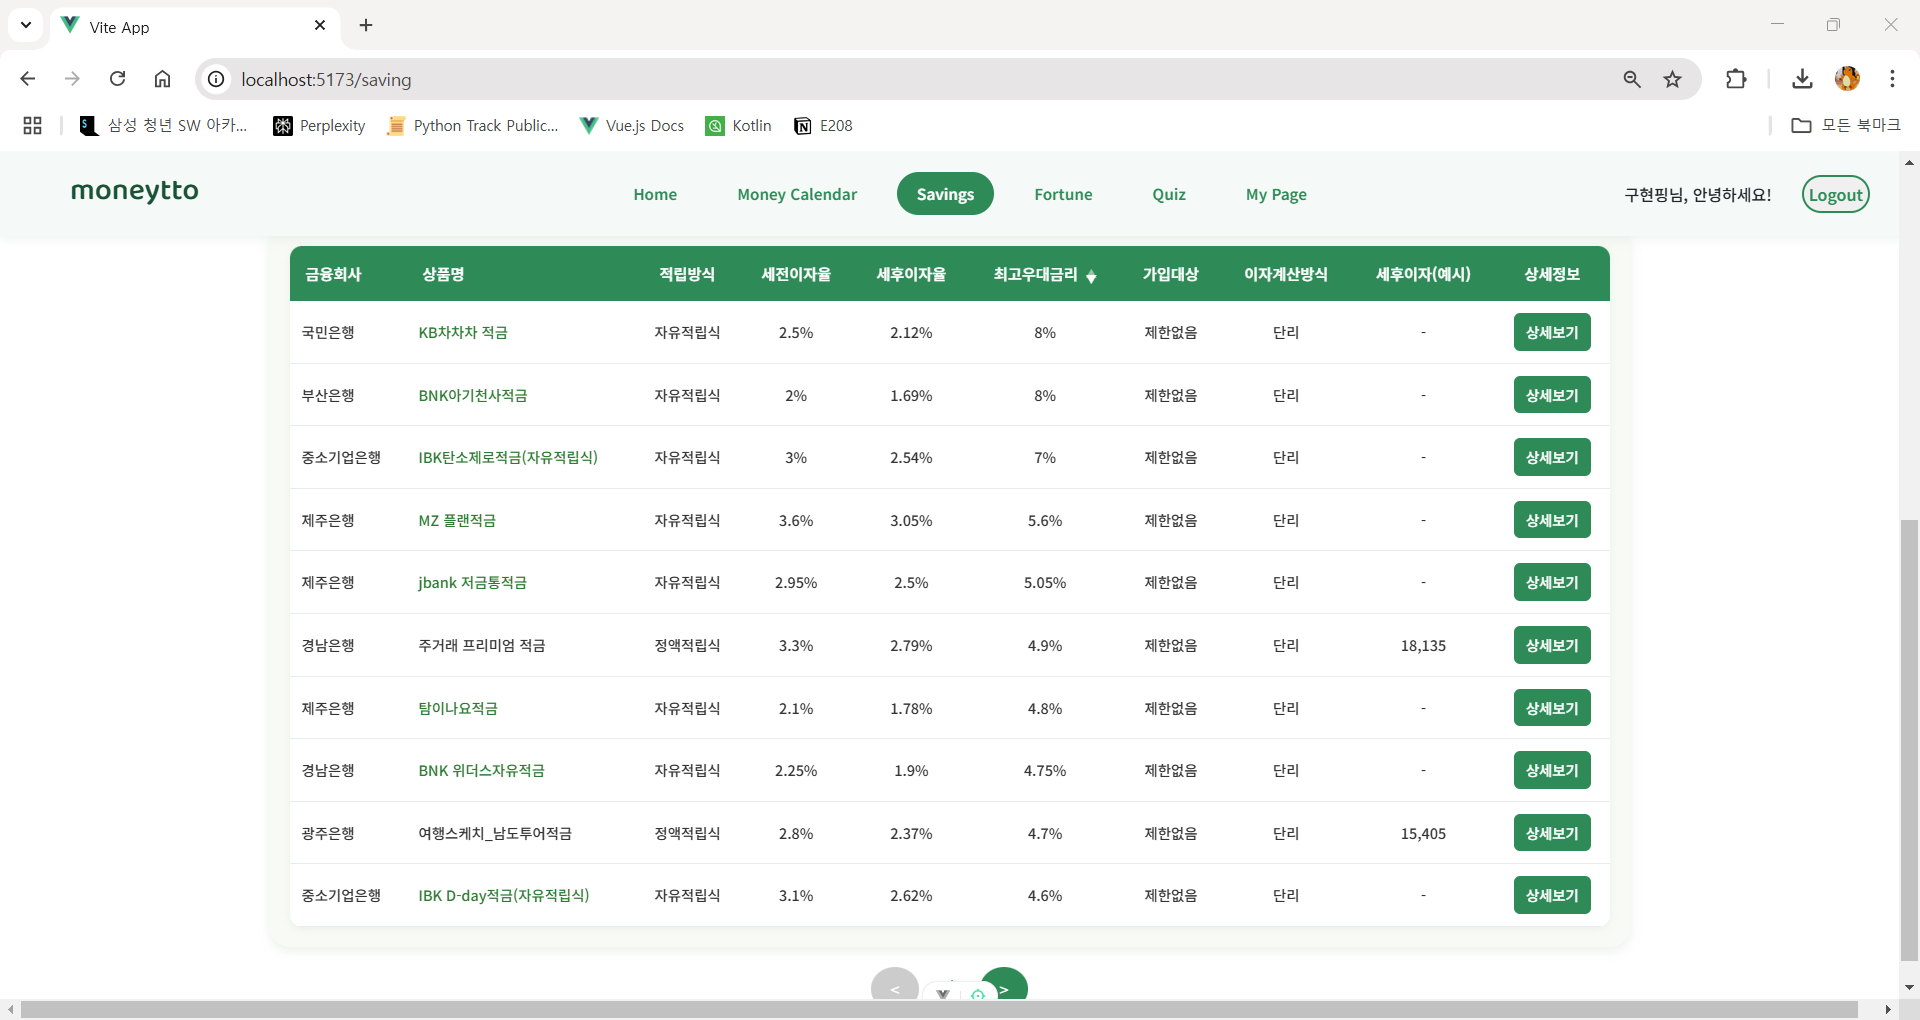 Vite App
localhost:5173/saving
삼성 청년 SW 아카... Perplexity Python Track Public... Vue.js Docs Kotlin E208 모든 북마크
moneytto Home Money Calendar Savings Fortune Quiz My Page 구현핑님, 안녕하세요! Logout
금융회사 상품명 적립방식 세전이자율 세후이자율 최고우대금리 가입대상 이자계산방식 세후이자(예시) 상세정보
국민은행 KB차차차 적금 자유적립식 2.5% 2.12% 8% 제한없음 단리 - 상세보기
부산은행 BNK아기천사적금 자유적립식 2% 1.69% 8% 제한없음 단리 - 상세보기
중소기업은행 IBK탄소제로적금(자유적립식) 자유적립식 3% 2.54% 7% 제한없음 단리 - 상세보기
제주은행 MZ 플랜적금 자유적립식 3.6% 3.05% 5.6% 제한없음 단리 - 상세보기
제주은행 jbank 저금통적금 자유적립식 2.95% 2.5% 5.05% 제한없음 단리 - 상세보기
경남은행 주거래 프리미엄 적금 정액적립식 3.3% 2.79% 4.9% 제한없음 단리 18,135 상세보기
제주은행 탐이나요적금 자유적립식 2.1% 1.78% 4.8% 제한없음 단리 - 상세보기
경남은행 BNK 위더스자유적금 자유적립식 2.25% 1.9% 4.75% 제한없음 단리 - 상세보기
광주은행 여행스케치_남도투어적금 정액적립식 2.8% 2.37% 4.7% 제한없음 단리 15,405 상세보기
중소기업은행 IBK D-day적금(자유적립식) 자유적립식 3.1% 2.62% 4.6% 제한없음 단리 - 상세보기
< >